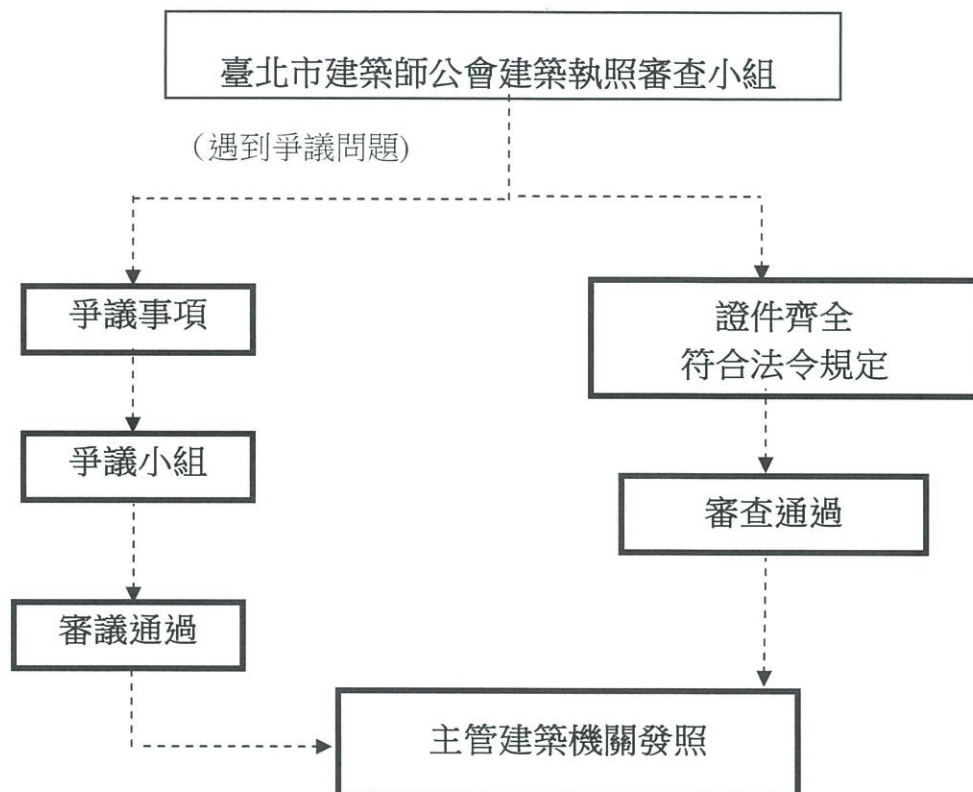 臺北市建築師公會建築執照審查小組
（遇到爭議問題)
爭議事項
爭議小組
審議通過
證件齊全
符合法令規定
審查通過
主管建築機關發照